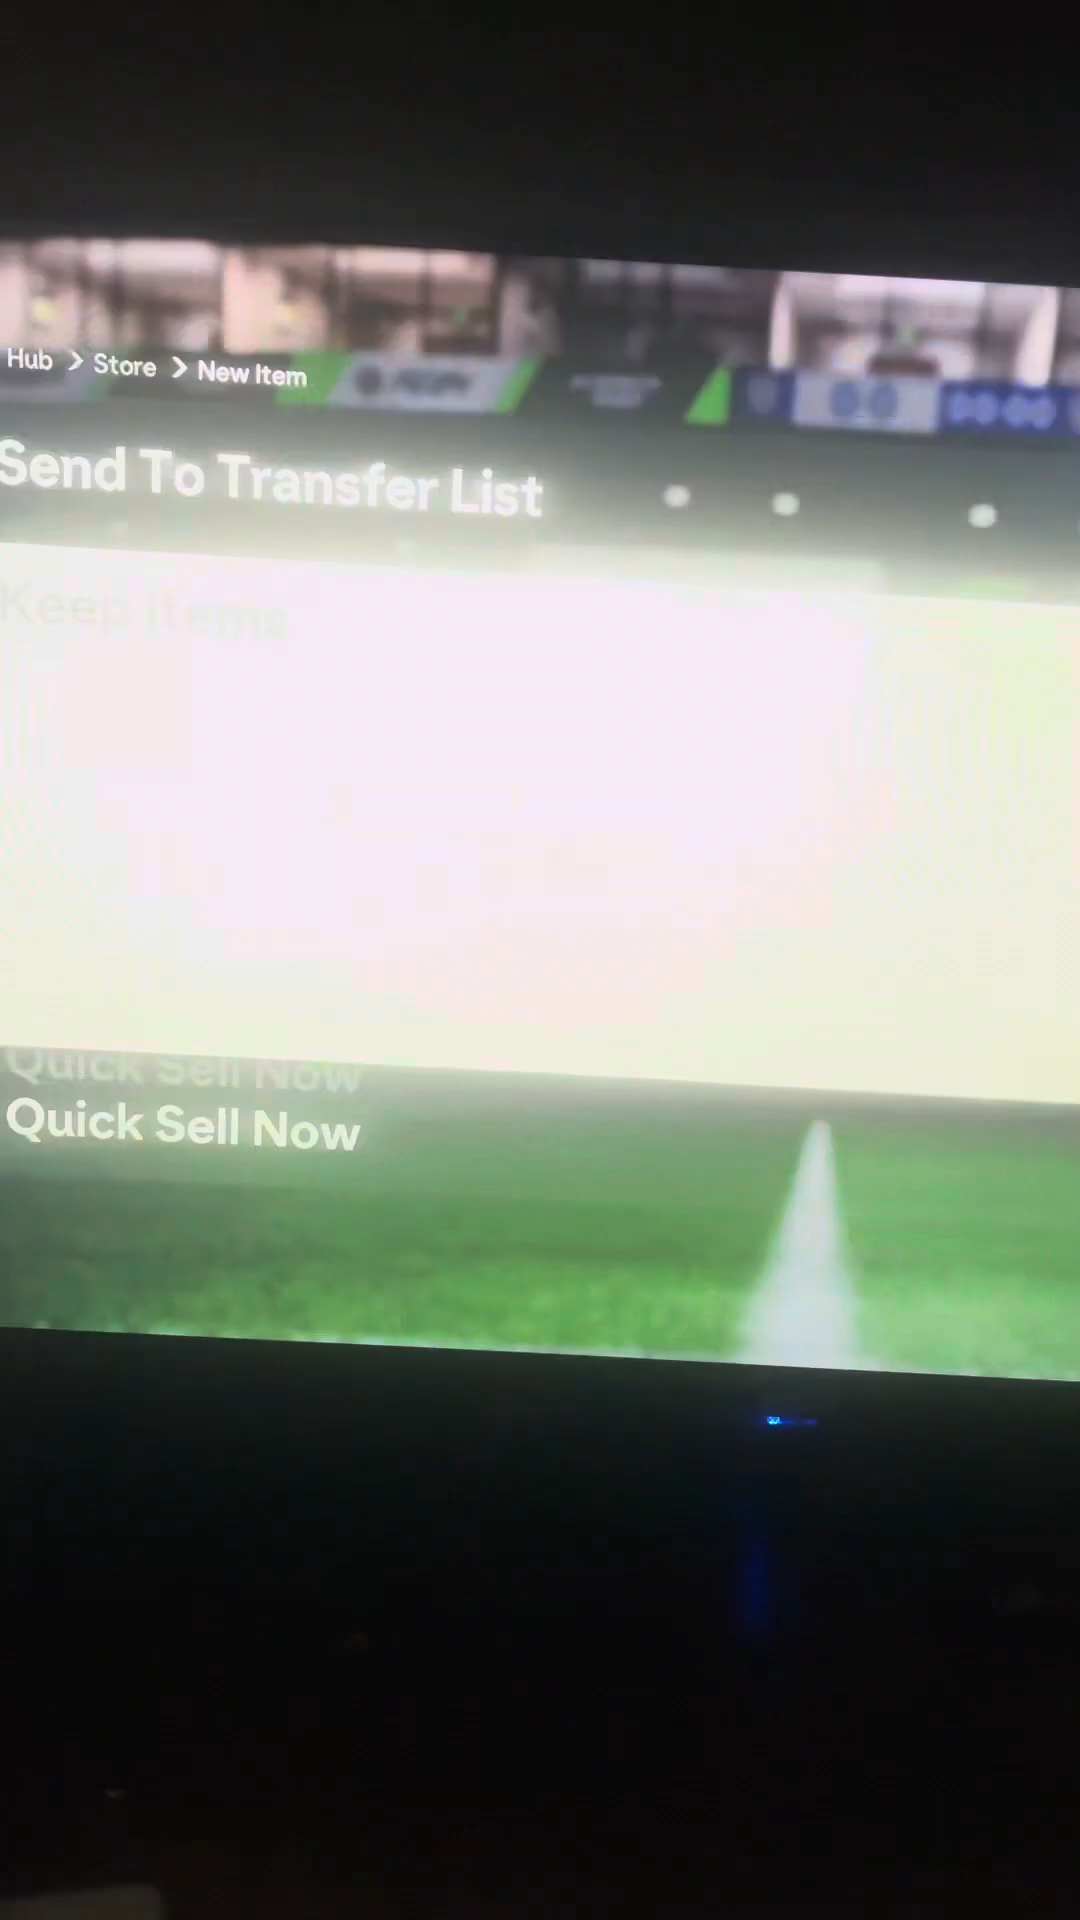 Hub > Store > New Item
Send To Transfer List
Keep Items
Quick Sell Now
Quick Sell Now